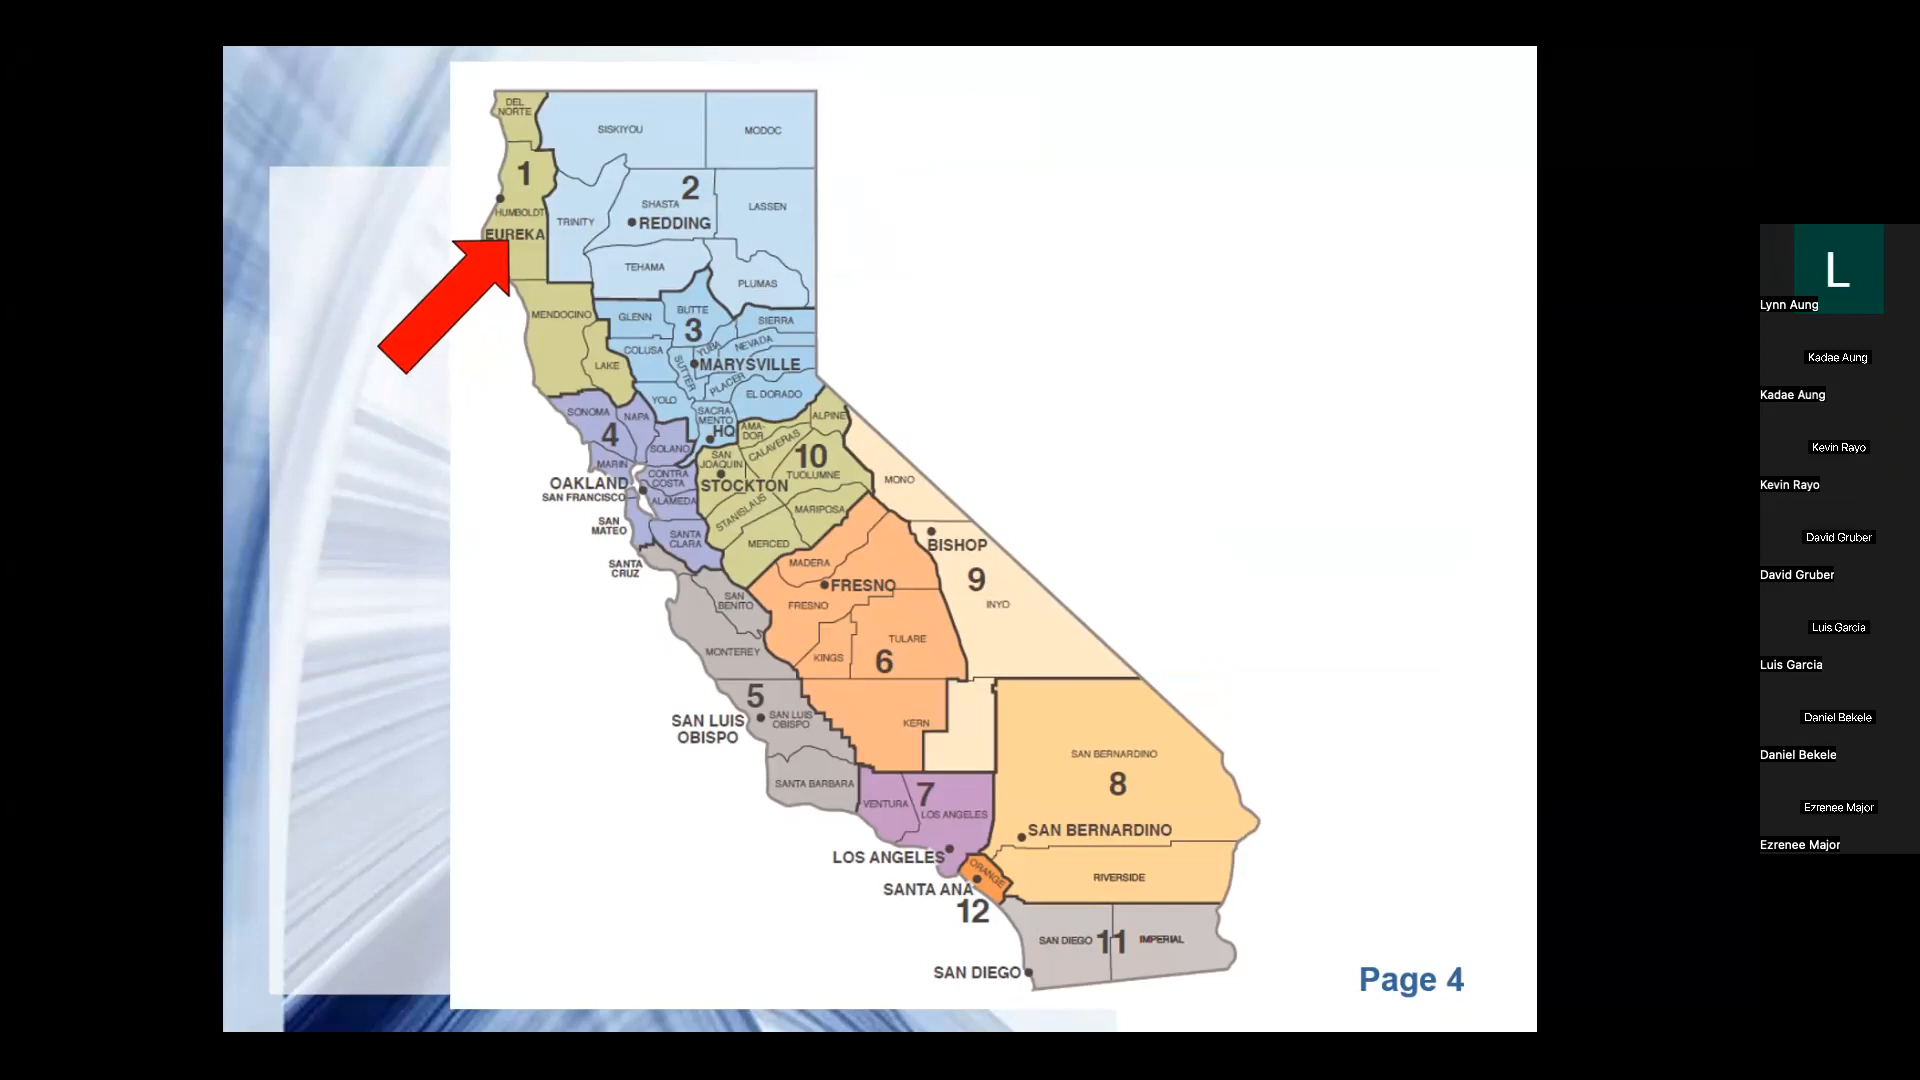 DEL
NORTE
SISKIYOU
MODOC
1
2
SHASTA
LASSEN
HUMBOLDT
TRINITY
REDDING
EUREKA
TEHAMA
PLUMAS
MENDOCINO
GLENN
BUTTE
SIERRA
3
COLUSA
YUBA
NEVADA
LAKE
SUTTER
MARYSVILLE
PLACER
EL DORADO
YOLO
SONOMA
NAPA
SACRA-
MENTO
ALPINE
4
HQ
AMA-
DOR
CALAVERAS
SOLANO
MARIN
SAN
JOAQUIN
10
TUOLUMNE
CONTRA
COSTA
OAKLAND
STOCKTON
MONO
SAN FRANCISCO
ALAMEDA
STANISLAUS
MARIPOSA
SAN
MATEO
SANTA
CLARA
MERCED
BISHOP
SANTA
CRUZ
MADERA
9
FRESNO
INYO
SAN
BENITO
FRESNO
TULARE
MONTEREY
KINGS
6
5
SAN LUIS
OBISPO
SAN LUIS
OBISPO
KERN
SAN BERNARDINO
SANTA BARBARA
8
7
VENTURA
LOS ANGELES
SAN BERNARDINO
LOS ANGELES
ORANGE
RIVERSIDE
SANTA ANA
12
SAN DIEGO
11
IMPERIAL
SAN DIEGO
Page 4
L
Lynn Aung
Kadae Aung
Kadae Aung
Kevin Rayo
Kevin Rayo
David Gruber
David Gruber
Luis Garcia
Luis Garcia
Daniel Bekele
Daniel Bekele
Ezrenee Major
Ezrenee Major